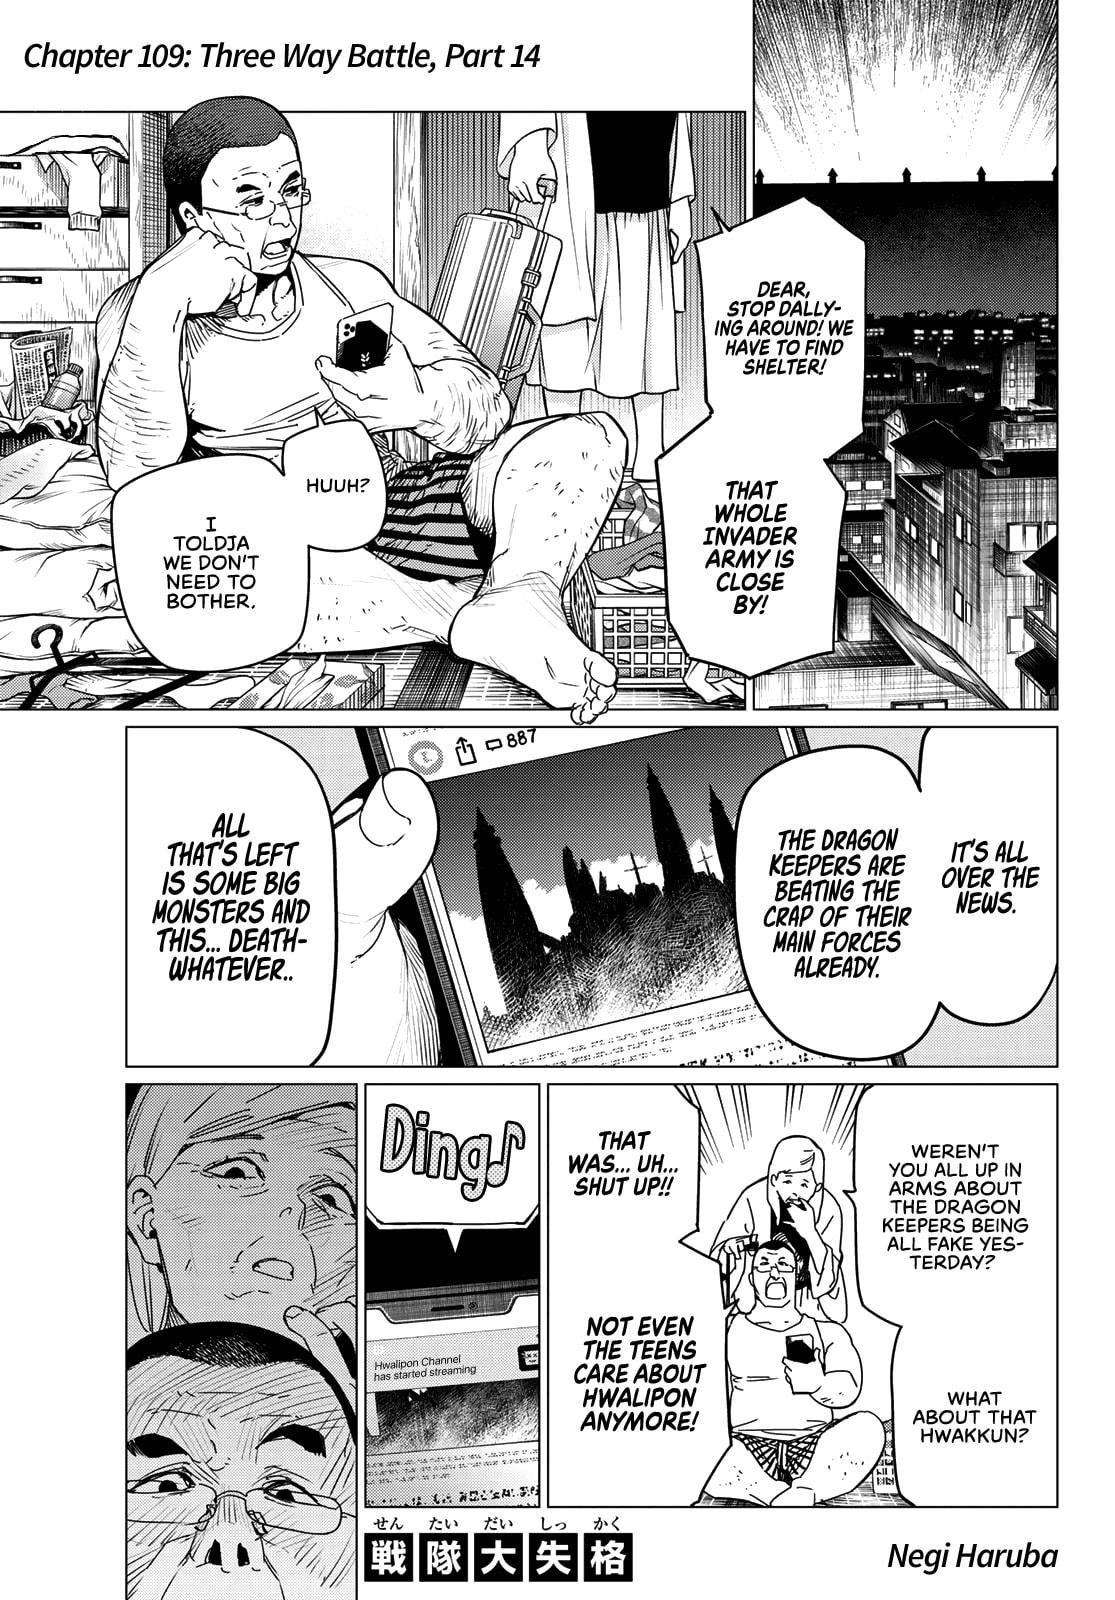 Chapter 109: Three Way Battle, Part 14
DEAR,
STOP DALLY-
ING AROUND! WE
HAVE TO FIND
SHELTER!
THAT
WHOLE
INVADER
ARMY IS
CLOSE
BY!
HUUH?
I
TOLDJA
WE DON'T
NEED TO
BOTHER.
IT'S ALL
OVER THE
NEWS.
THE DRAGON
KEEPERS ARE
BEATING THE
CRAP OF THEIR
MAIN FORCES
ALREADY.
887
ALL
THAT'S LEFT
IS SOME BIG
MONSTERS AND
THIS... DEATH-
WHATEVER..
WEREN'T
YOU ALL UP IN
ARMS ABOUT
THE DRAGON
KEEPERS BEING
ALL FAKE YES-
TERDAY?
THAT
WAS... UH...
SHUT UP!!
WHAT
ABOUT THAT
HWAKKUN?
NOT EVEN
THE TEENS
CARE ABOUT
HWALIPON
ANYMORE!
Ding♪
Hwalipon Channel
has started streaming
せん たい だい しっ かく
戦隊大失格
Negi Haruba